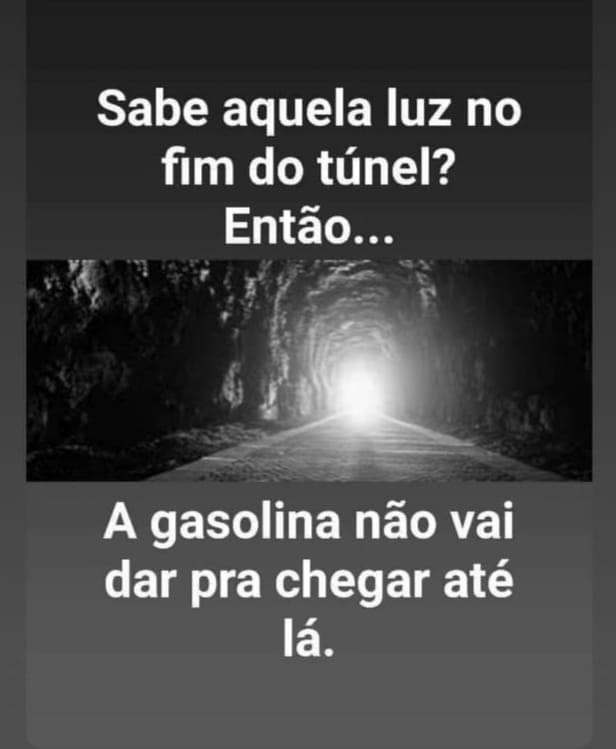 Sabe aquela luz no
fim do túnel?
Então...
A gasolina não vai
dar pra chegar até
lá.